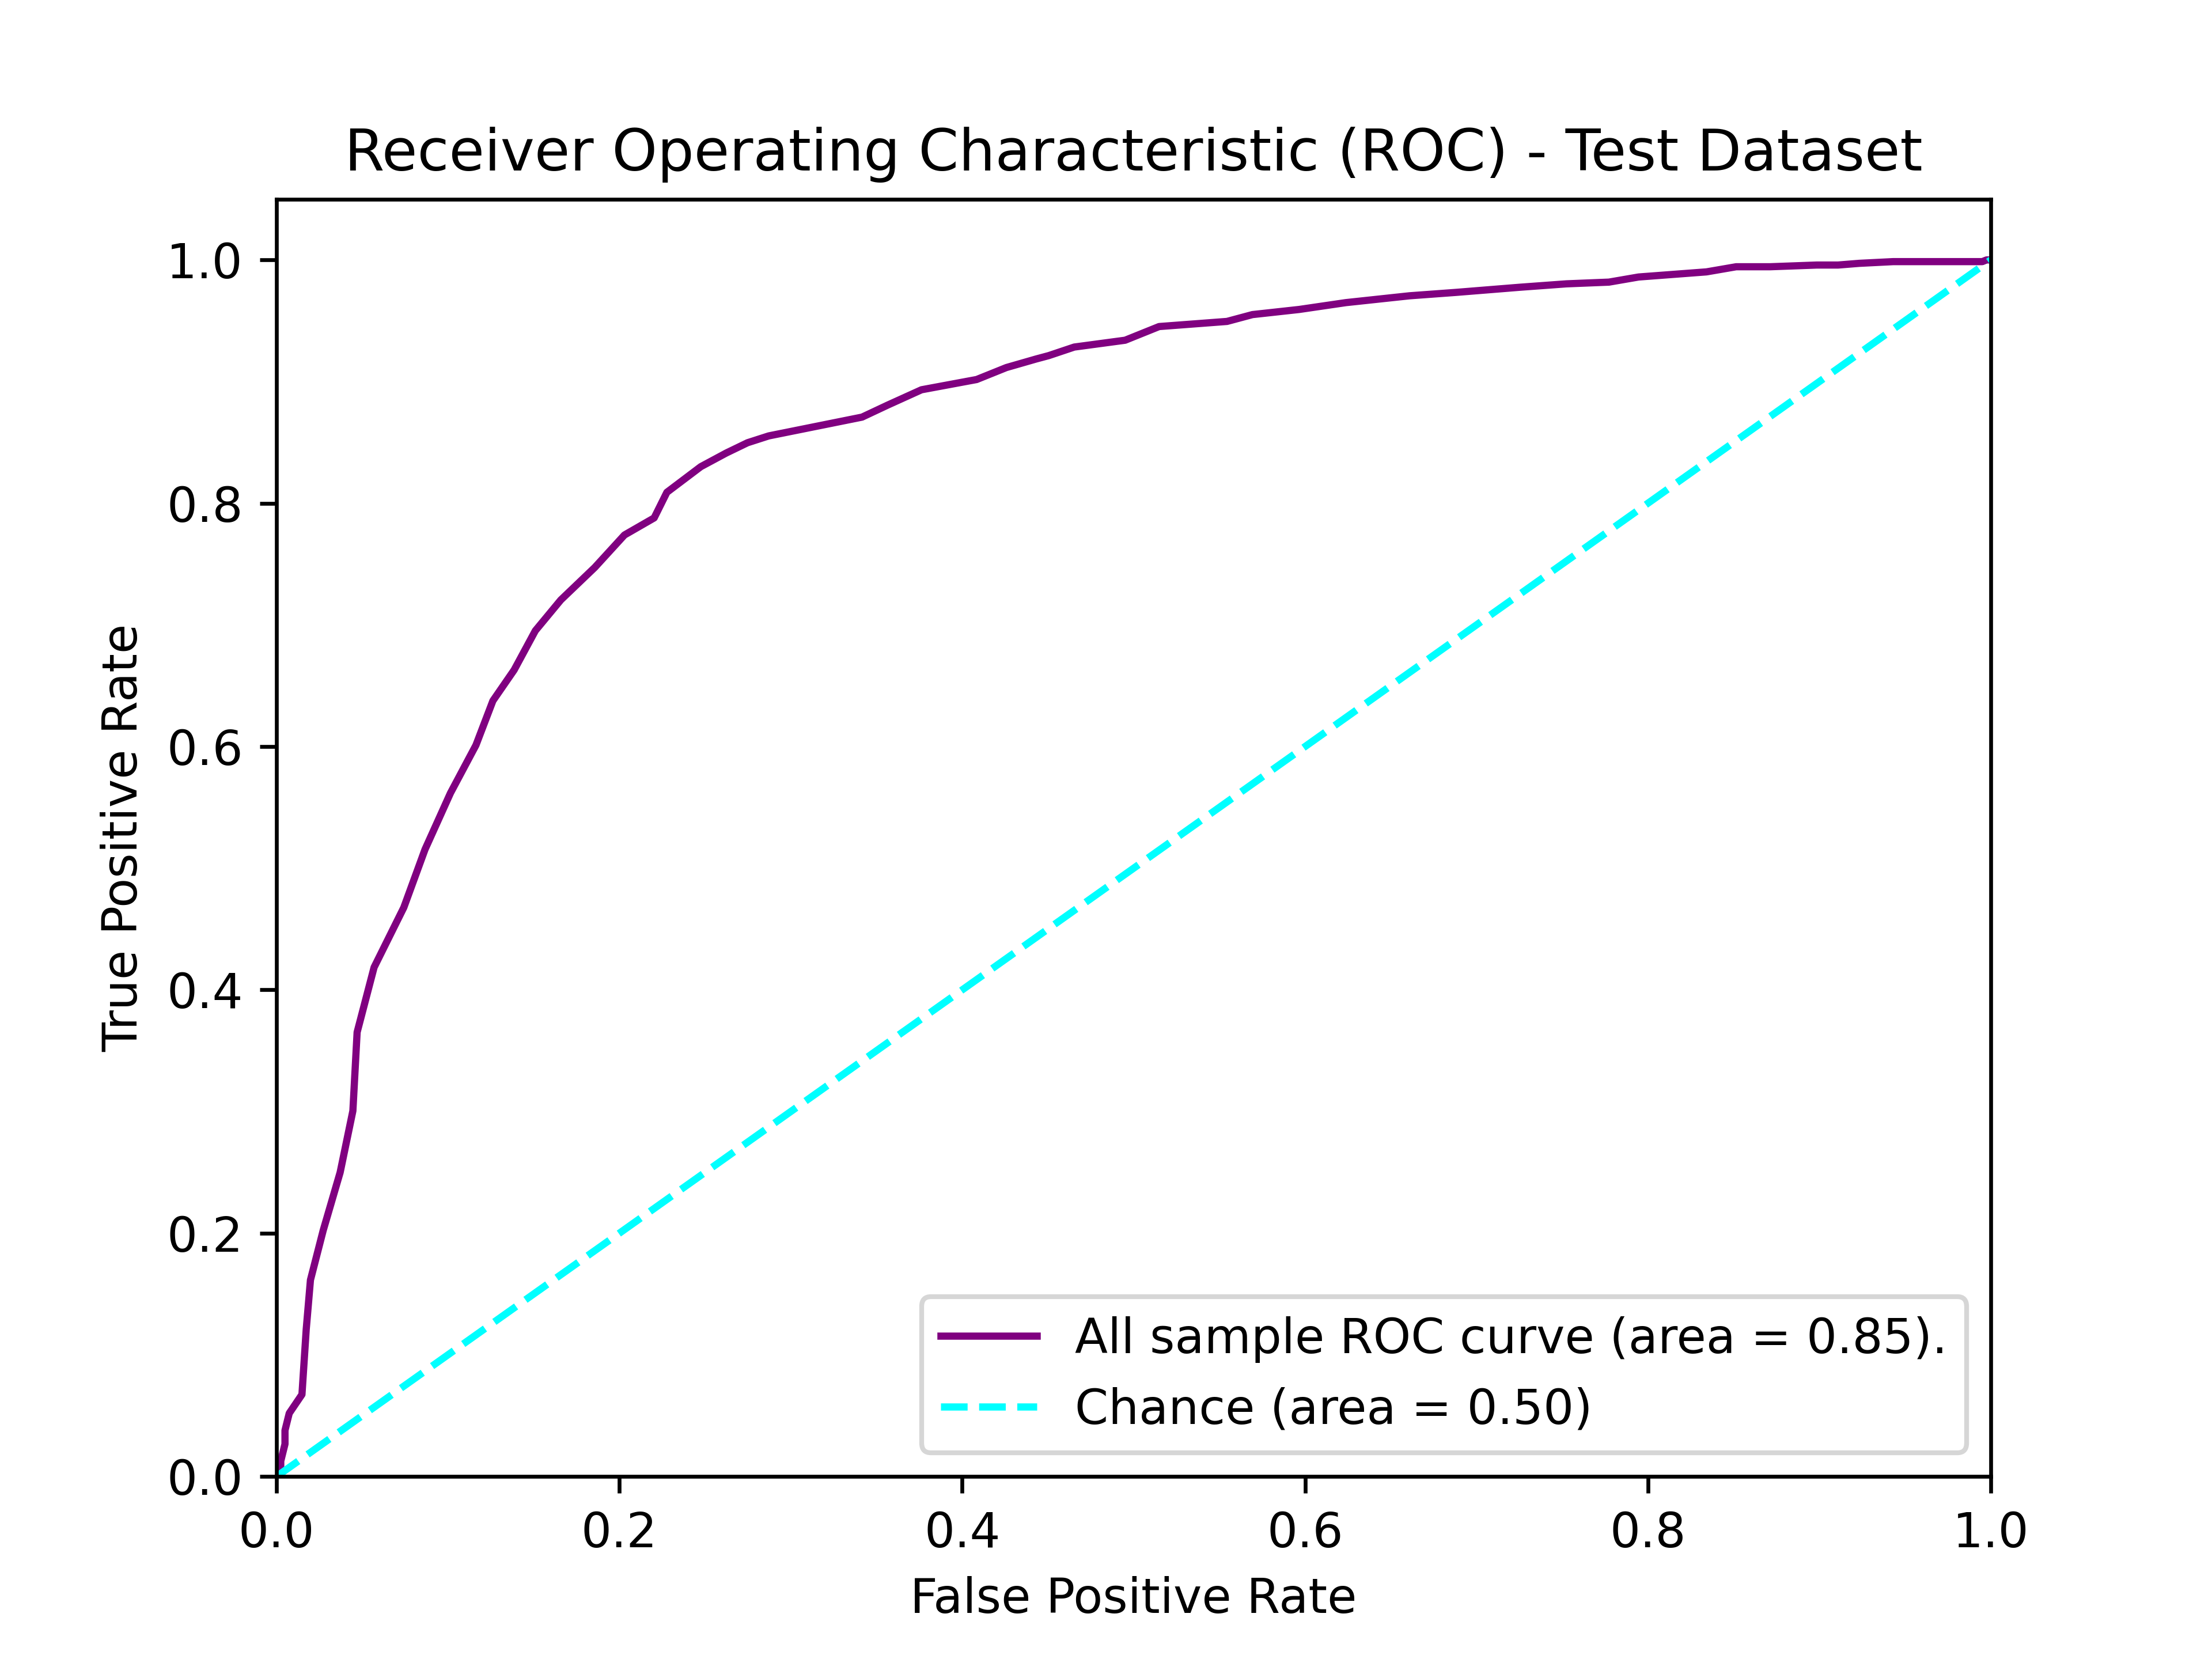 Receiver Operating Characteristic (ROC) - Test Dataset
1.0
0.8
0.6
0.4
0.2
0.0
True Positive Rate
All sample ROC curve (area = 0.85).
Chance (area = 0.50)
0.0 0.2 0.4 0.6 0.8 1.0
False Positive Rate